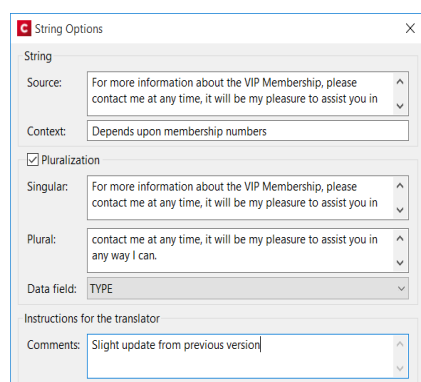 C String Options
String
Source:
For more information about the VIP Membership, please
contact me at any time, it will be my pleasure to assist you in
Context:
Depends upon membership numbers
Pluralization
Singular:
For more information about the VIP Membership, please
contact me at any time, it will be my pleasure to assist you in
Plural:
contact me at any time, it will be my pleasure to assist you in
any way I can.
Data field:
TYPE
Instructions for the translator
Comments:
Slight update from previous version